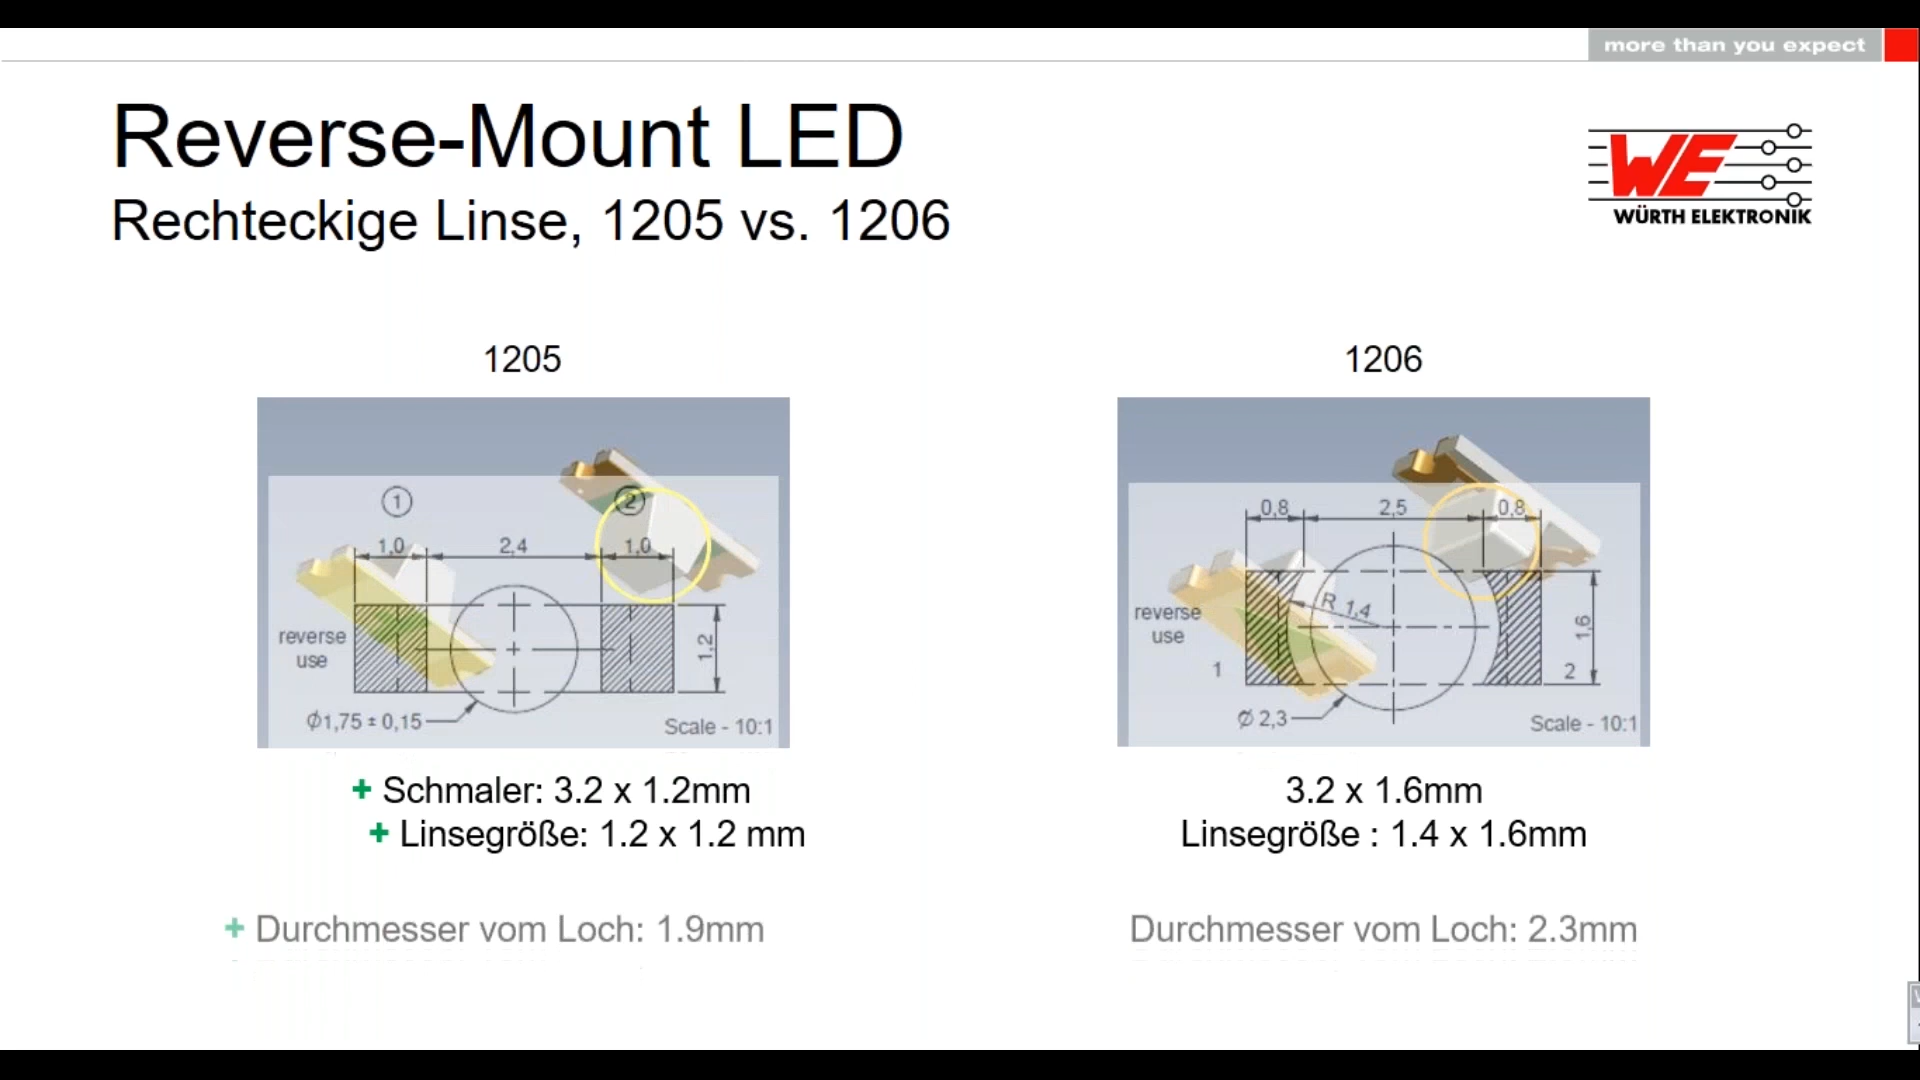 more than you expect
Reverse-Mount LED
Rechteckige Linse, 1205 vs. 1206
WE
WÜRTH ELEKTRONIK
1205
1
2
1,0
2,4
1,0
reverse
use
1,2
Ø1,75 ± 0,15
Scale - 10:1
+ Schmaler: 3.2 x 1.2mm
+ Linsegröße: 1.2 x 1.2 mm
+ Durchmesser vom Loch: 1.9mm
1206
0,8
2,5
0,8
R 1,4
reverse
use
1,6
1
2
Ø 2,3
Scale - 10:1
3.2 x 1.6mm
Linsegröße : 1.4 x 1.6mm
Durchmesser vom Loch: 2.3mm